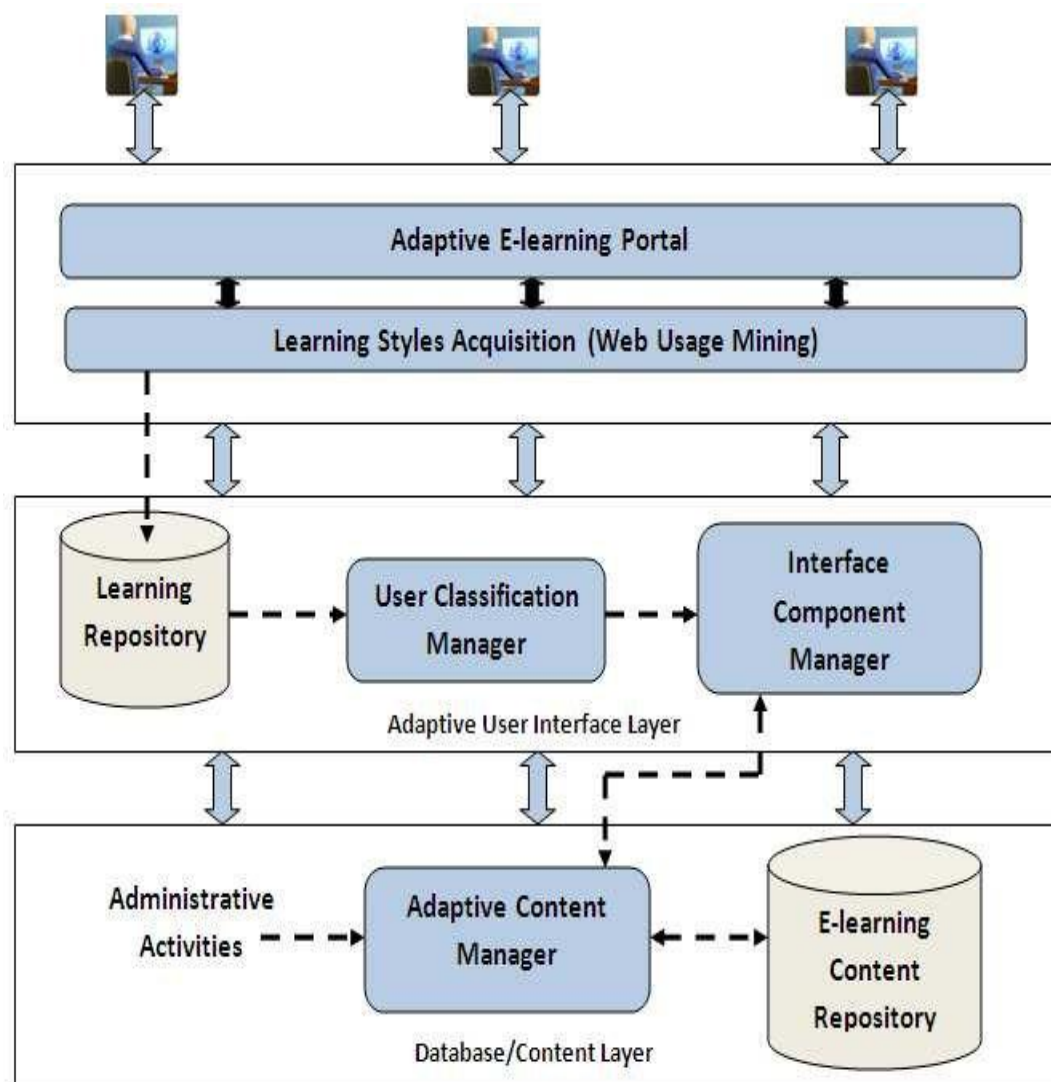 Adaptive E-learning Portal
Learning Styles Acquisition (Web Usage Mining)
Learning
Repository
User Classification
Manager
Interface
Component
Manager
Adaptive User Interface Layer
Administrative
Activities
Adaptive Content
Manager
E-learning
Content
Repository
Database/Content Layer